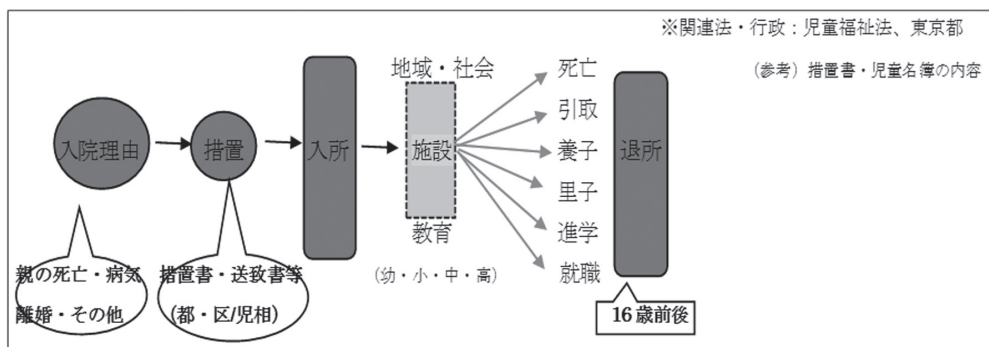 ※関連法・行政：児童福祉法、東京都
（参考）措置書・児童名簿の内容
入院理由
措置
入所
地域・社会
施設
教育
（幼・小・中・高）
死亡
引取
養子
里子
進学
就職
退所
親の死亡・病気
離婚・その他
措置書・送致書等
（都・区/児相）
16歳前後